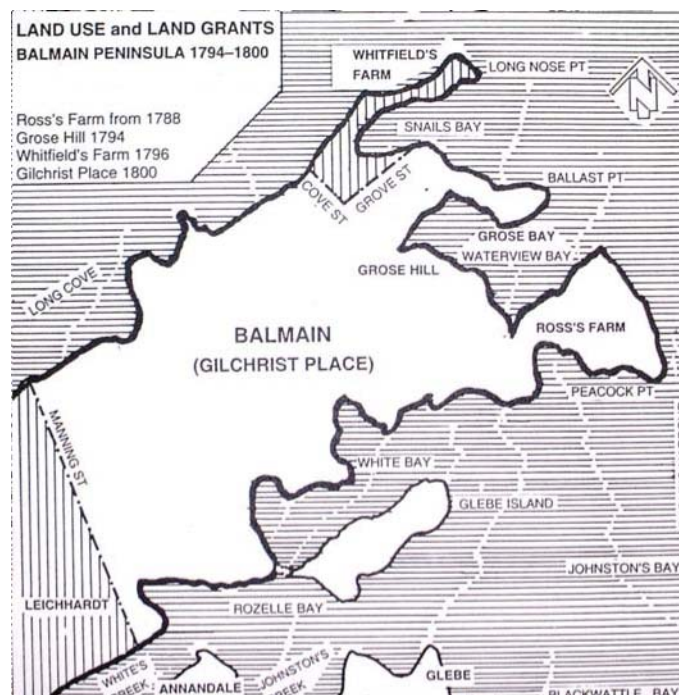 LAND USE and LAND GRANTS
BALMAIN PENINSULA 1794–1800
Ross's Farm from 1788
Grose Hill 1794
Whitfield's Farm 1796
Gilchrist Place 1800
WHITFIELD'S
FARM
LONG NOSE PT
N
SNAILS BAY
BALLAST PT
COVE ST
GROVE ST
GROSE BAY
WATERVIEW BAY
GROSE HILL
LONG COVE
ROSS'S FARM
BALMAIN
(GILCHRIST PLACE)
PEACOCK PT
MANNING ST
WHITE BAY
GLEBE ISLAND
JOHNSTON'S BAY
LEICHHARDT
ROZELLE BAY
WHITE'S
ANNANDALE
JOHNSTON'S
GLEBE
BLACKWATTLE BAY